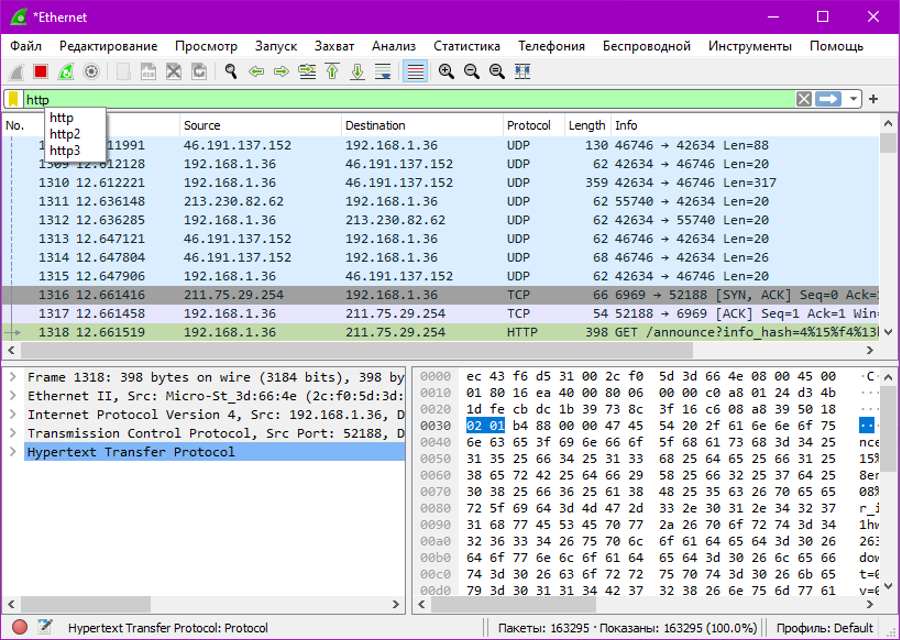 *Ethernet
Файл Редактирование Просмотр Запуск Захват Анализ Статистика Телефония Беспроводной Инструменты Помощь
http
http
http2
http3
No. Source Destination Protocol Length Info
46.191.137.152 192.168.1.36 UDP 130 46746 → 42634 Len=88
1309 12.612128 192.168.1.36 46.191.137.152 UDP 62 42634 → 46746 Len=20
1310 12.612221 192.168.1.36 46.191.137.152 UDP 359 42634 → 46746 Len=317
1311 12.636148 213.230.82.62 192.168.1.36 UDP 62 55740 → 42634 Len=20
1312 12.636285 192.168.1.36 213.230.82.62 UDP 62 42634 → 55740 Len=20
1313 12.647121 46.191.137.152 192.168.1.36 UDP 62 46746 → 42634 Len=20
1314 12.647804 192.168.1.36 46.191.137.152 UDP 68 42634 → 46746 Len=26
1315 12.647906 192.168.1.36 46.191.137.152 UDP 62 42634 → 46746 Len=20
1316 12.661416 211.75.29.254 192.168.1.36 TCP 66 6969 → 52188 [SYN, ACK] Seq=0 Ack=
1317 12.661458 192.168.1.36 211.75.29.254 TCP 54 52188 → 6969 [ACK] Seq=1 Ack=1 Win=
1318 12.661519 192.168.1.36 211.75.29.254 HTTP 398 GET /announce?info_hash=4%15%f4%13
Frame 1318: 398 bytes on wire (3184 bits), 398 by
Ethernet II, Src: Micro-St_3d:66:4e (2c:f0:5d:3d:
Internet Protocol Version 4, Src: 192.168.1.36, D
Transmission Control Protocol, Src Port: 52188, D
Hypertext Transfer Protocol
0000 ec 43 f6 d5 31 00 2c f0 5d 3d 66 4e 08 00 45 00 ·C·
0010 01 80 16 ea 40 00 80 06 00 00 c0 a8 01 24 d3 4b ···
0020 1d fe cb dc 1b 39 73 8c 3f 16 c6 08 a8 39 50 18 ···
0030 02 01 b4 88 00 00 47 45 54 20 2f 61 6e 6e 6f 75 ··
0040 6e 63 65 3f 69 6e 66 6f 5f 68 61 73 68 3d 34 25 nce
0050 31 35 25 66 34 25 31 33 68 25 64 65 25 66 31 25 15%
0060 38 65 72 42 25 64 66 29 58 25 66 32 25 37 64 25 8er
0070 30 38 25 66 36 25 61 38 48 25 35 63 26 70 65 65 08%
0080 72 5f 69 64 3d 4d 47 2d 33 2e 30 31 2e 34 32 37 r_i
0090 31 68 77 45 53 45 70 77 2a 26 70 6f 72 74 3d 34 1hw
00a0 32 36 33 34 26 75 70 6c 6f 61 64 65 64 3d 30 26 263
00b0 64 6f 77 6e 6c 6f 61 64 65 64 3d 30 26 6c 65 66 dow
00c0 74 3d 30 26 63 6f 72 72 75 70 74 3d 30 26 6b 65 t=0
00d0 79 3d 30 31 31 34 42 37 32 38 26 6e 75 6d 77 61 y=0
Hypertext Transfer Protocol: Protocol Пакеты: 163295 · Показаны: 163295 (100.0%) Профиль: Default